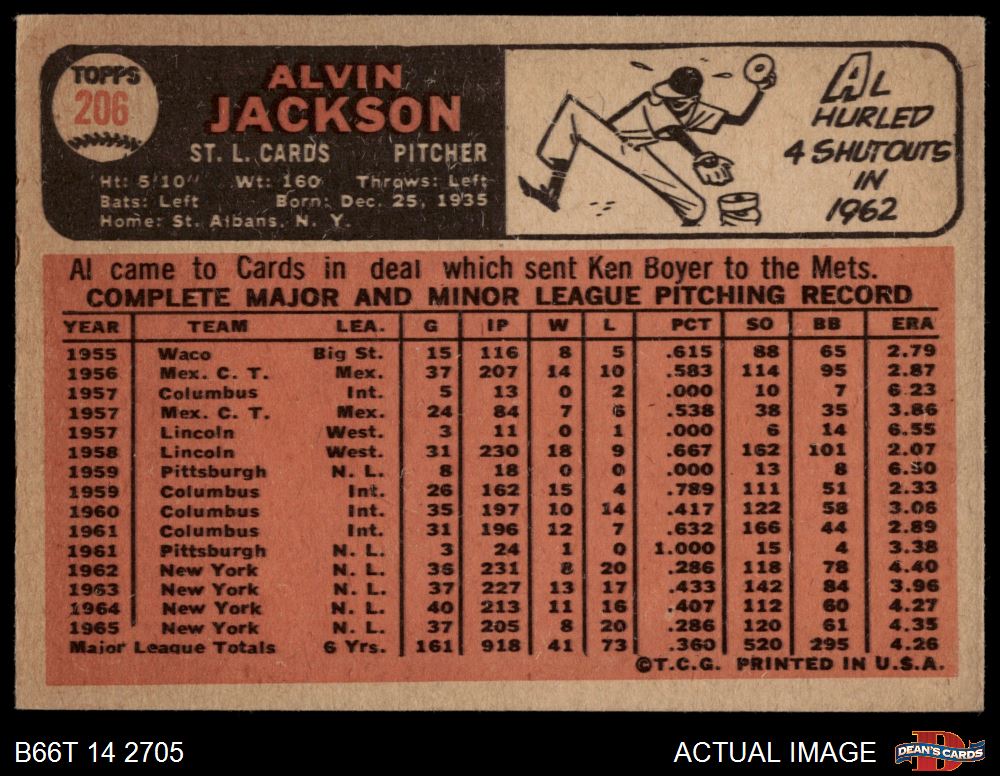 TOPPS
206
ALVIN
JACKSON
ST. L. CARDS PITCHER
Ht: 5'10" Wt: 160 Throws: Left
Bats: Left Born: Dec. 25, 1935
Home: St. Albans, N. Y.
AL
HURLED
4 SHUTOUTS
IN
1962
Al came to Cards in deal which sent Ken Boyer to the Mets.
COMPLETE MAJOR AND MINOR LEAGUE PITCHING RECORD
YEAR TEAM LEA. G IP W L PCT SO BB ERA
1955 Waco Big St. 15 116 8 5 .615 88 65 2.79
1956 Mex. C. T. Mex. 37 207 14 10 .583 114 95 2.87
1957 Columbus Int. 5 13 0 2 .000 10 7 6.23
1957 Mex. C. T. Mex. 24 84 7 6 .538 38 35 3.86
1957 Lincoln West. 3 11 0 1 .000 6 14 6.55
1958 Lincoln West. 31 230 18 9 .667 162 101 2.07
1959 Pittsburgh N. L. 8 18 0 0 .000 13 8 6.50
1959 Columbus Int. 26 162 15 4 .789 111 51 2.33
1960 Columbus Int. 35 197 10 14 .417 122 58 3.06
1961 Columbus Int. 31 196 12 7 .632 166 44 2.89
1961 Pittsburgh N. L. 3 24 1 0 1.000 15 4 3.38
1962 New York N. L. 36 231 8 20 .286 118 78 4.40
1963 New York N. L. 37 227 13 17 .433 142 84 3.96
1964 New York N. L. 40 213 11 16 .407 112 60 4.27
1965 New York N. L. 37 205 8 20 .286 120 61 4.35
Major League Totals 6 Yrs. 161 918 41 73 .360 520 295 4.26
©T.C.G. PRINTED IN U.S.A.
B66T 14 2705 ACTUAL IMAGE DEAN'S CARDS